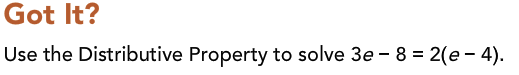 Got It?
Use the Distributive Property to solve 3e − 8 = 2(e − 4).